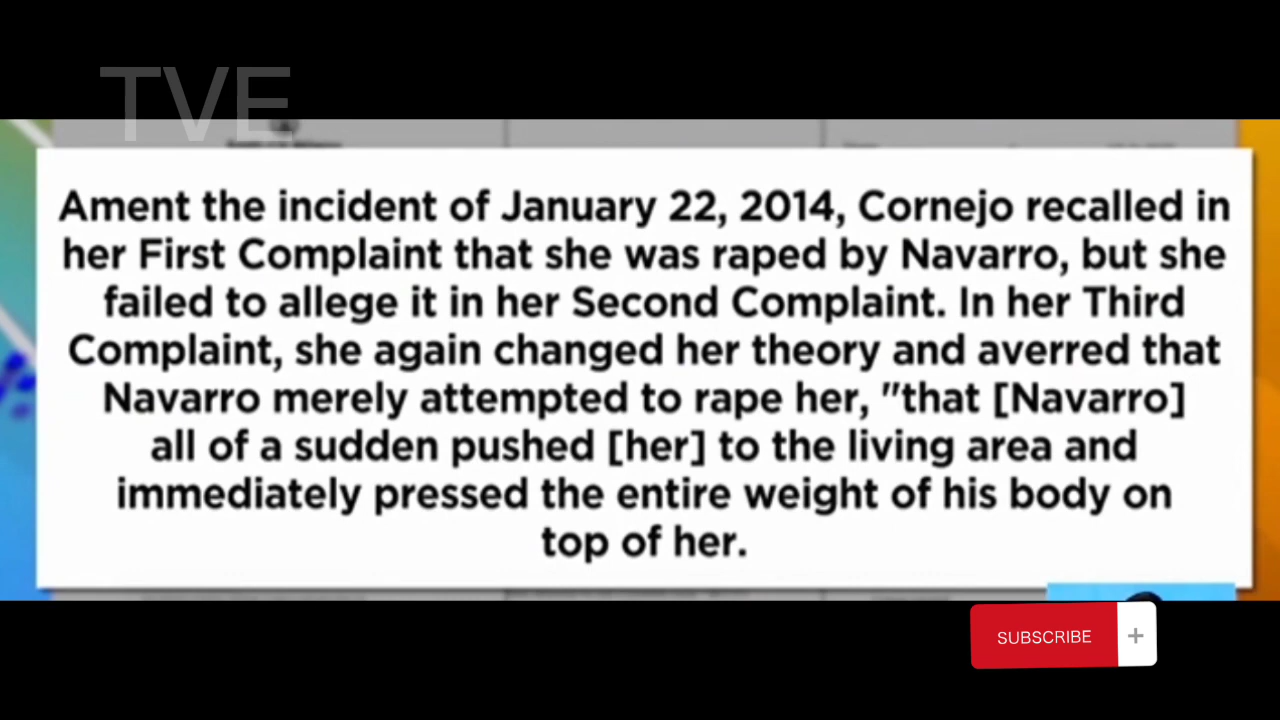 TVE
Ament the incident of January 22, 2014, Cornejo recalled in
her First Complaint that she was raped by Navarro, but she
failed to allege it in her Second Complaint. In her Third
Complaint, she again changed her theory and averred that
Navarro merely attempted to rape her, "that [Navarro]
all of a sudden pushed [her] to the living area and
immediately pressed the entire weight of his body on
top of her.
SUBSCRIBE +